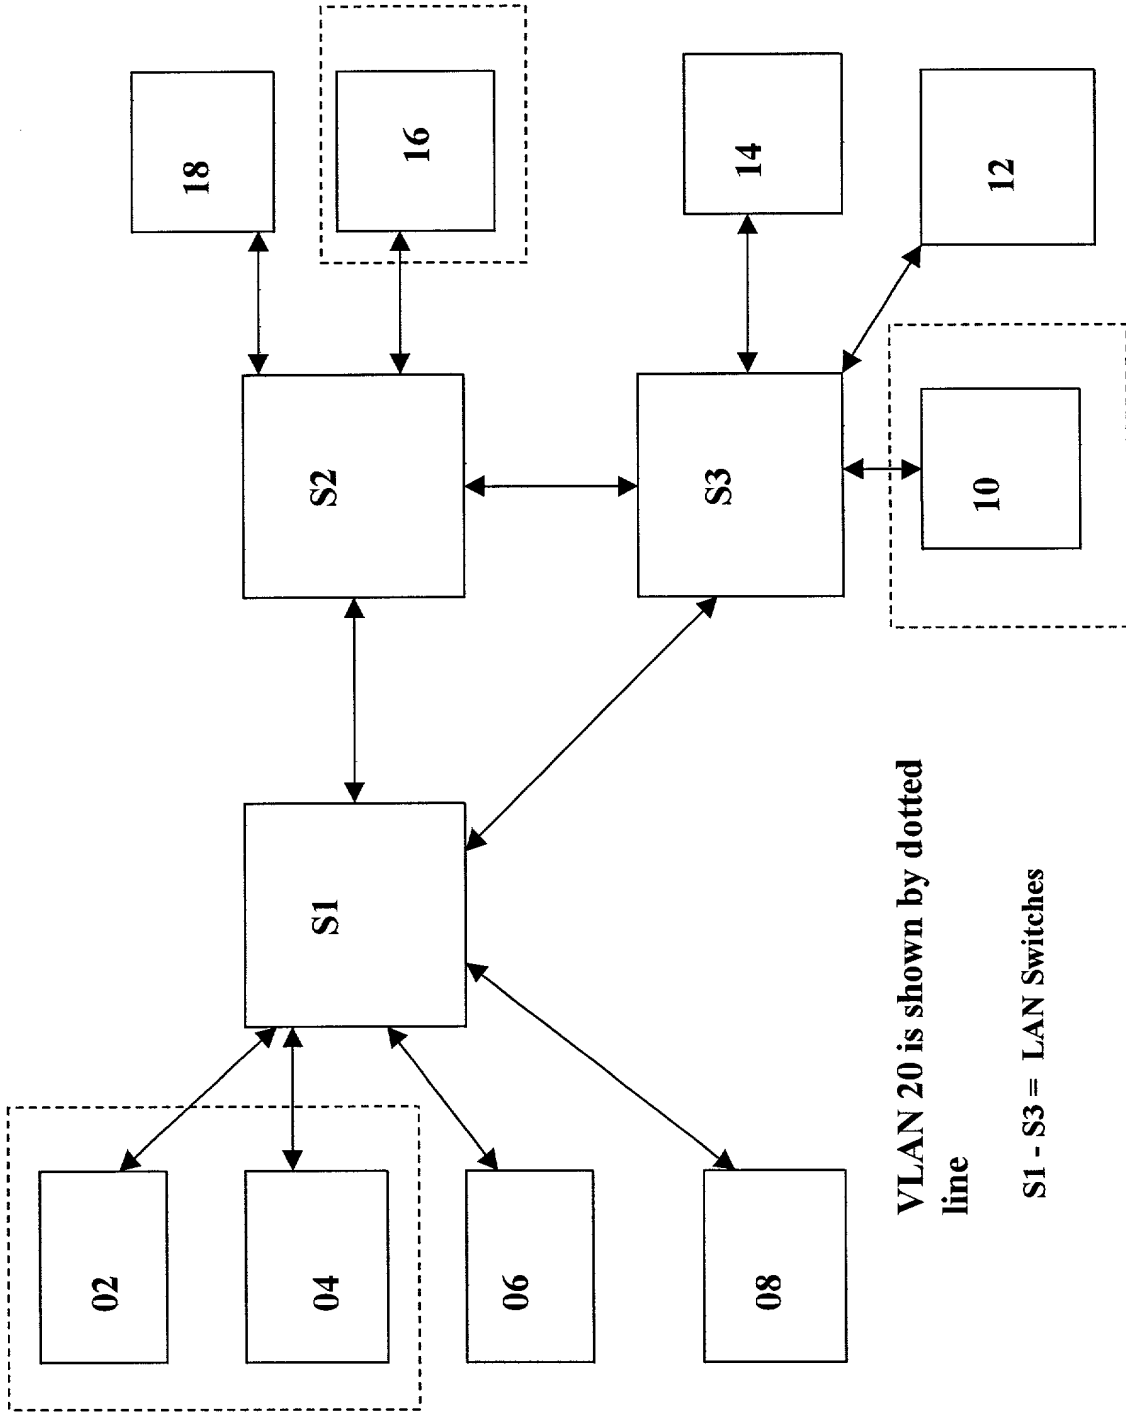 02
04
06
08
S1
S2
S3
18
16
14
12
10
VLAN 20 is shown by dotted
line
S1 - S3 = LAN Switches